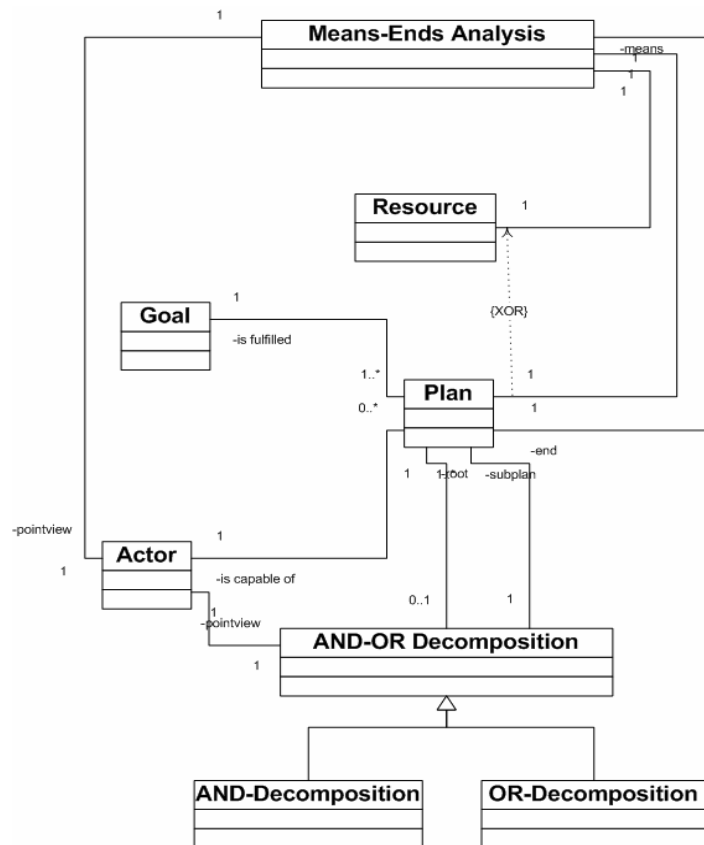 1
Means-Ends Analysis
-means
1
1
1
Resource
1
1
Goal
-is fulfilled
{XOR}
1..*
1
Plan
0..*
1
-end
1
1..*
-root
-subplan
-pointview
1
Actor
1
-is capable of
1
-pointview
0..1
1
1
AND-OR Decomposition
AND-Decomposition
OR-Decomposition